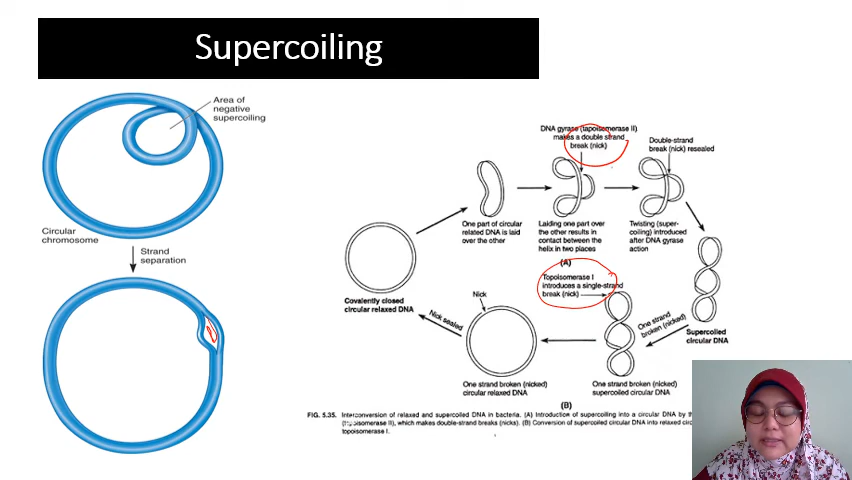 Supercoiling
Area of
negative
supercoiling
Circular
chromosome
Strand
separation
DNA gyrase (tapoisomerase II)
makes a double strand
break (nick)
Double-strand
break (nick) resealed
One part of circular
related DNA is laid
over the other
Laiding one part over
the other results in
contact between the
helix in two places
Twisting (super-
coiling) introduced
after DNA gyrase
action
(A)
Covalently closed
circular relaxed DNA
Topoisomerase I
introduces a single-strand
break (nick)
Nick
Nick sealed
One strand
broken (nicked)
Supercoiled
circular DNA
One strand broken (nicked)
circular relaxed DNA
One strand broken (nicked)
supercoiled circular DNA
(B)
FIG. 5.35. Interconversion of relaxed and supercoiled DNA in bacteria. (A) Introduction of supercoiling into a circular DNA by th
(topoisomerase II), which makes double-strand breaks (nicks). (B) Conversion of supercoiled circular DNA into relaxed circ
topoisomerase I.